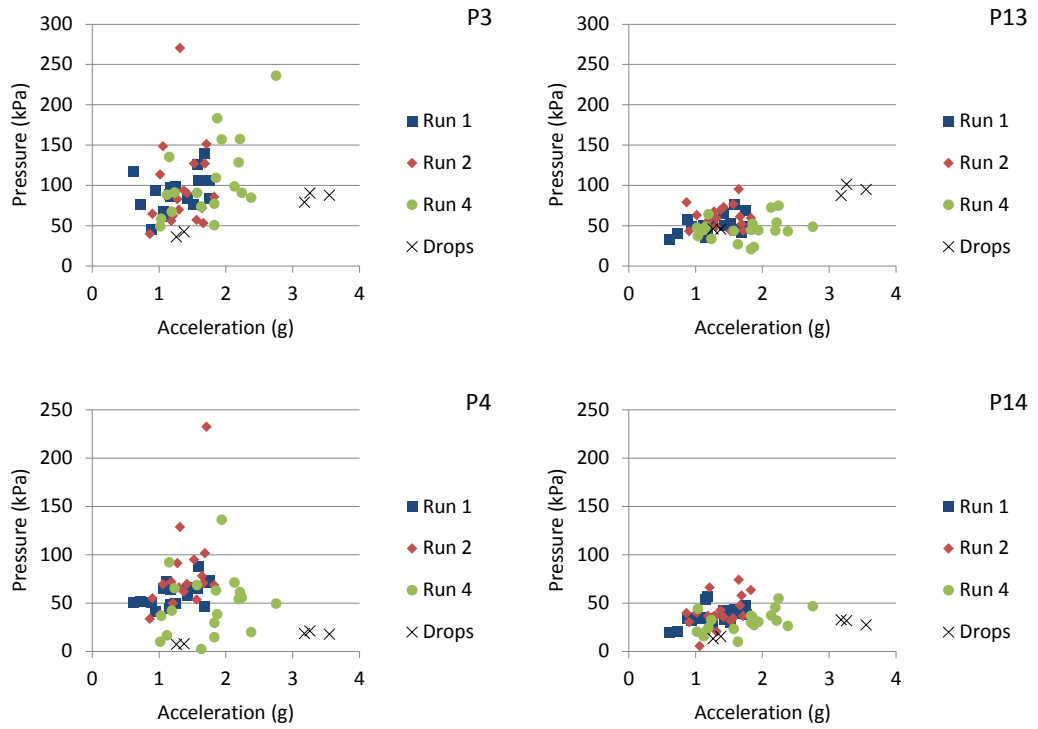 P3
Pressure (kPa)
300
250
200
150
100
50
0
0 1 2 3 4
Acceleration (g)
Run 1
Run 2
Run 4
Drops
P13
Pressure (kPa)
300
250
200
150
100
50
0
0 1 2 3 4
Acceleration (g)
Run 1
Run 2
Run 4
Drops
P4
Pressure (kPa)
250
200
150
100
50
0
0 1 2 3 4
Acceleration (g)
Run 1
Run 2
Run 4
Drops
P14
Pressure (kPa)
250
200
150
100
50
0
0 1 2 3 4
Acceleration (g)
Run 1
Run 2
Run 4
Drops